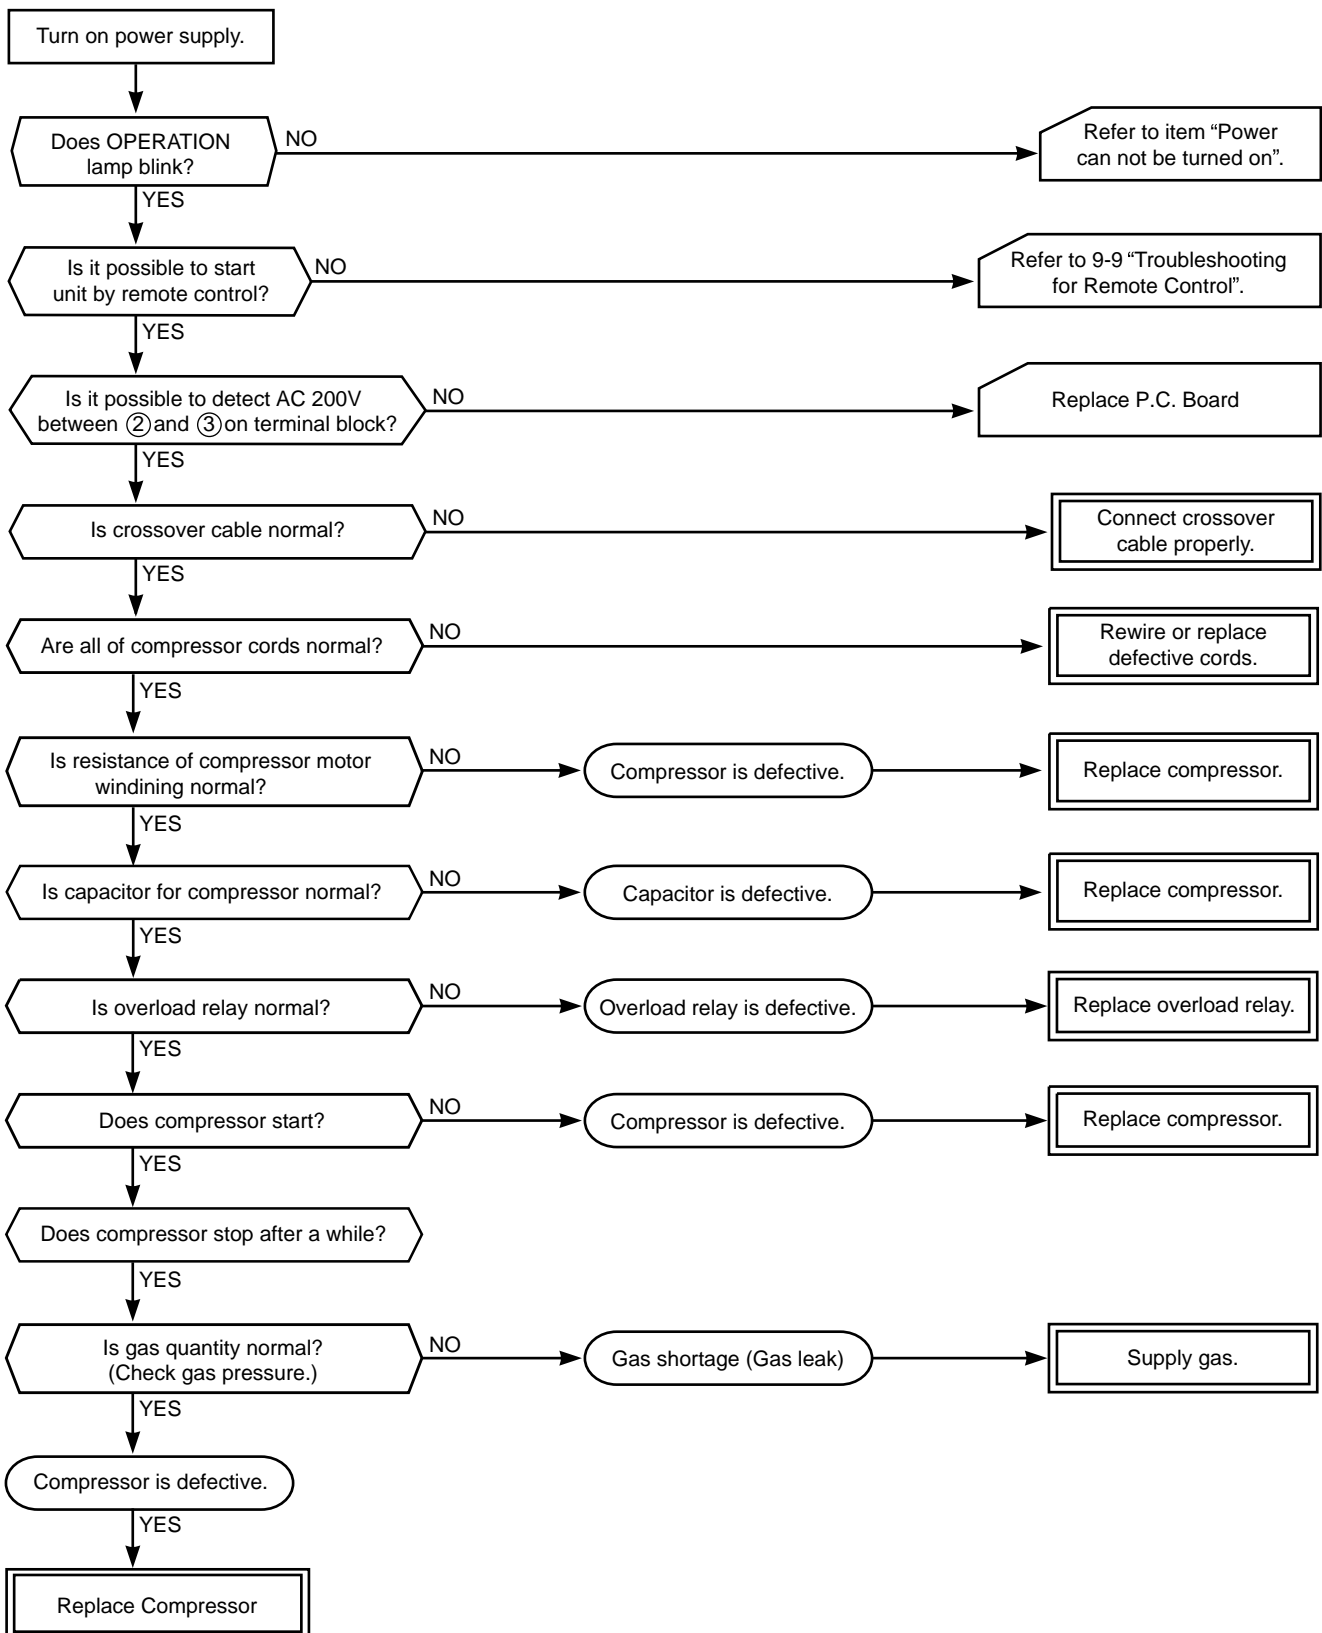 Turn on power supply.
Does OPERATION
lamp blink?
NO
Refer to item “Power
can not be turned on”.
YES
Is it possible to start
unit by remote control?
NO
Refer to 9-9 “Troubleshooting
for Remote Control”.
YES
Is it possible to detect AC 200V
between ② and ③ on terminal block?
NO
Replace P.C. Board
YES
Is crossover cable normal?
NO
Connect crossover
cable properly.
YES
Are all of compressor cords normal?
NO
Rewire or replace
defective cords.
YES
Is resistance of compressor motor
windining normal?
NO
Compressor is defective.
Replace compressor.
YES
Is capacitor for compressor normal?
NO
Capacitor is defective.
Replace compressor.
YES
Is overload relay normal?
NO
Overload relay is defective.
Replace overload relay.
YES
Does compressor start?
NO
Compressor is defective.
Replace compressor.
YES
Does compressor stop after a while?
YES
Is gas quantity normal?
(Check gas pressure.)
NO
Gas shortage (Gas leak)
Supply gas.
YES
Compressor is defective.
YES
Replace Compressor